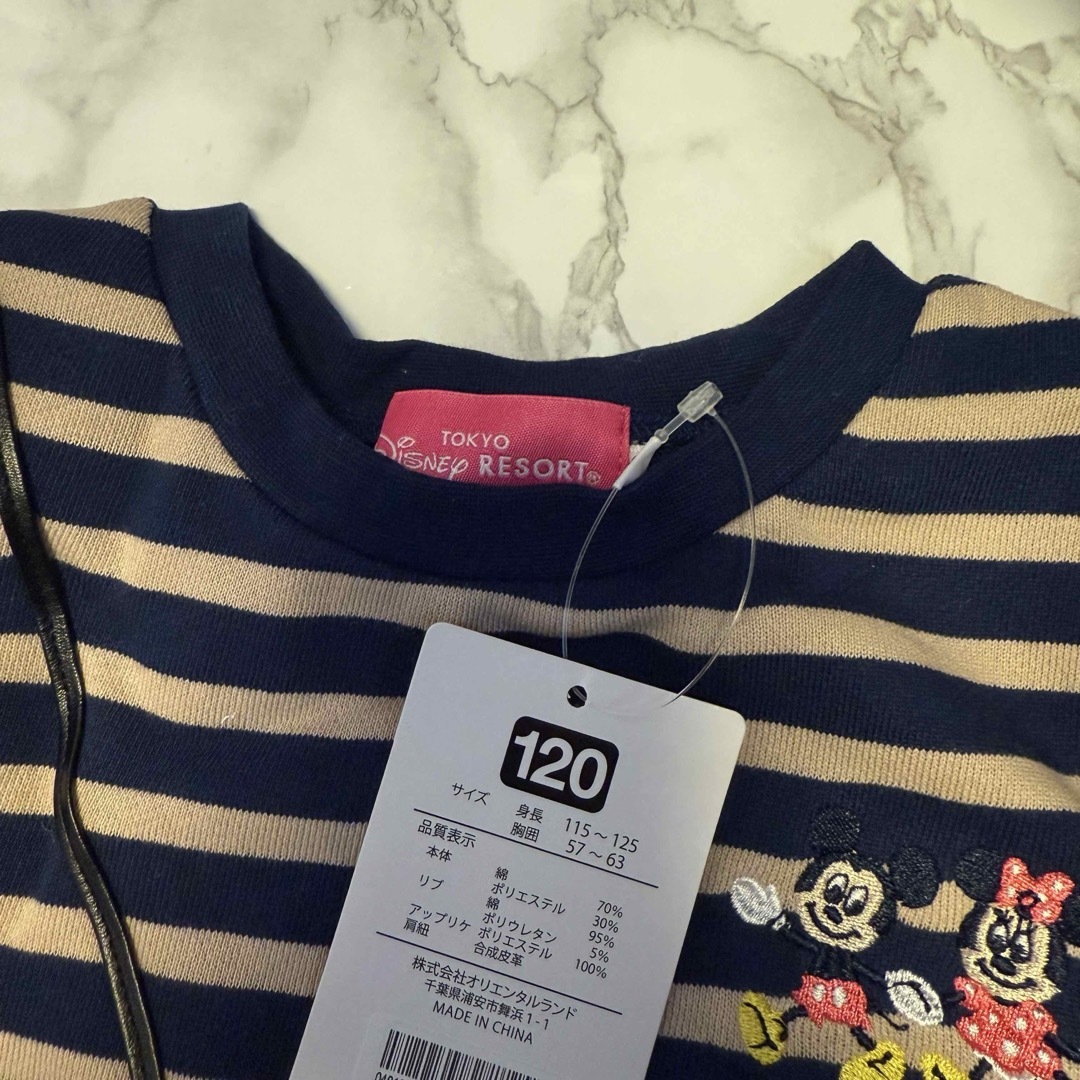 TOKYO
Disney RESORT®
120
サイズ 身長 115～125
胸囲 57～63
品質表示
本体 綿 70%
ポリエステル 30%
リブ 綿 95%
ポリウレタン 5%
アップリケ ポリエステル 100%
肩紐 合成皮革
株式会社オリエンタルランド
千葉県浦安市舞浜1-1
MADE IN CHINA